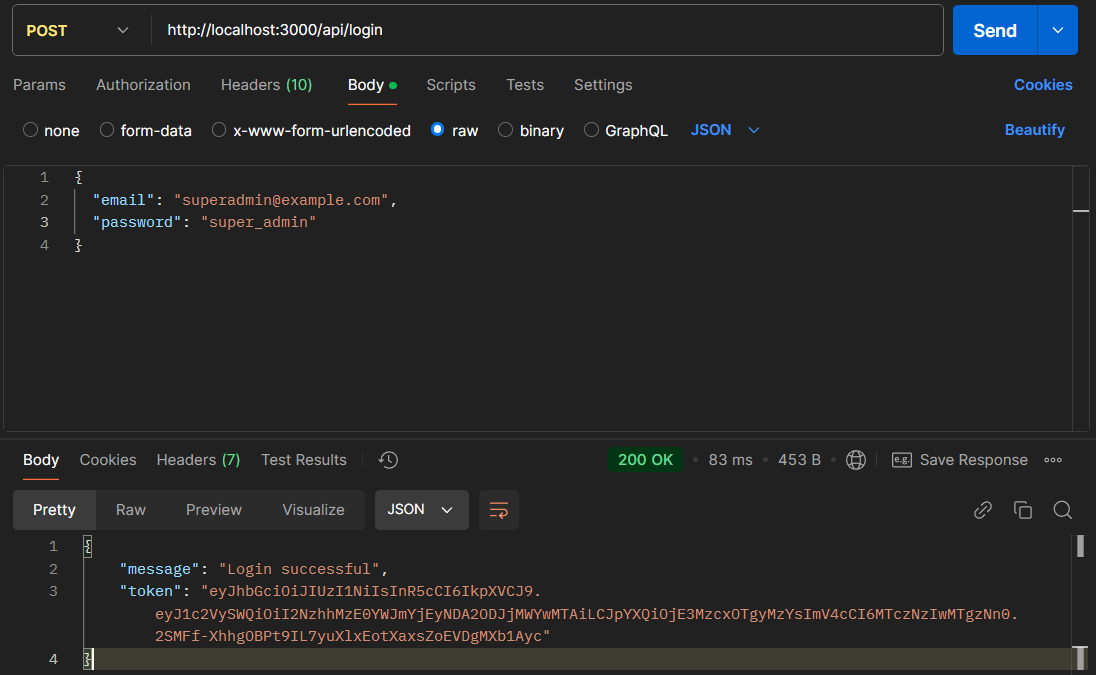 POST http://localhost:3000/api/login Send
Params Authorization Headers (10) Body Scripts Tests Settings Cookies
none form-data x-www-form-urlencoded raw binary GraphQL JSON Beautify
1 {
2 "email": "superadmin@example.com",
3 "password": "super_admin"
4 }
Body Cookies Headers (7) Test Results 200 OK 83 ms 453 B e.g. Save Response
Pretty Raw Preview Visualize JSON
1 {
2 "message": "Login successful",
3 "token": "eyJhbGciOiJIUzI1NiIsInR5cCI6IkpXVCJ9.
eyJ1c2VySWQiOiI2NzhhMzE0YWJmYjEyNDA2ODJjMWYwMTAiLCJpYXQiOjE3MzcxOTgyMzYsImV4cCI6MTczNzIwMTgzNn0.
2SMFf-XhhgOBPt9IL7yuXlxEotXaxsZoEVDgMXb1Ayc"
4 }